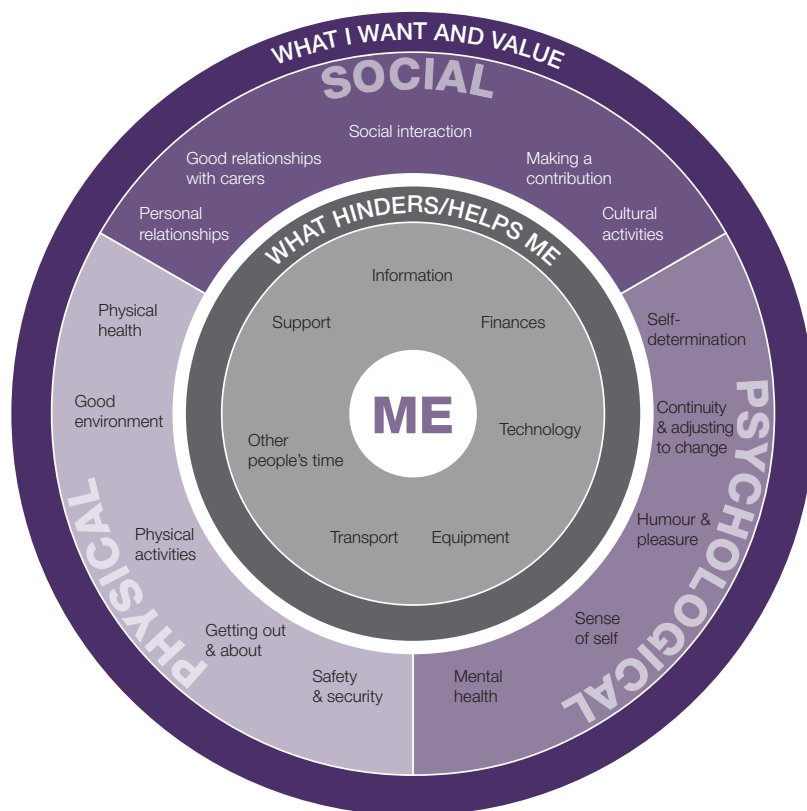 WHAT I WANT AND VALUE
SOCIAL
Social interaction
Good relationships
with carers
Making a
contribution
Personal
relationships
Cultural
activities
WHAT HINDERS/HELPS ME
Information
Support
Finances
ME
Technology
Other
people’s time
Transport
Equipment
Physical
health
Good
environment
Physical
activities
Getting out
& about
Safety
& security
PHYSICAL
Self-
determination
Continuity
& adjusting
to change
Humour &
pleasure
Sense
of self
Mental
health
PSYCHOLOGICAL